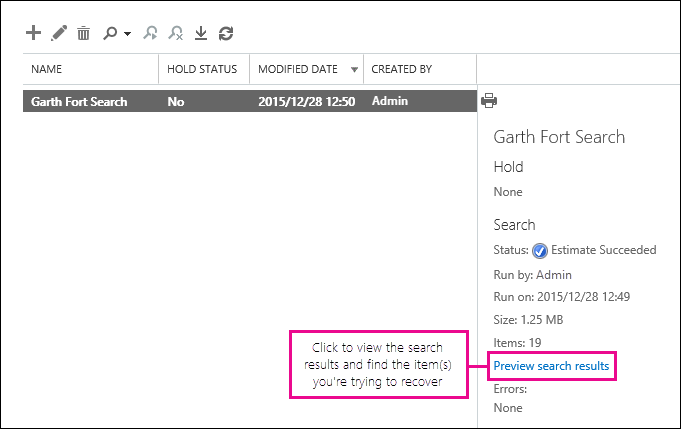 NAME HOLD STATUS MODIFIED DATE CREATED BY
Garth Fort Search No 2015/12/28 12:50 Admin
Garth Fort Search
Hold
None
Search
Status: Estimate Succeeded
Run by: Admin
Run on: 2015/12/28 12:49
Size: 1.25 MB
Items: 19
Click to view the search
results and find the item(s)
you're trying to recover
Preview search results
Errors:
None